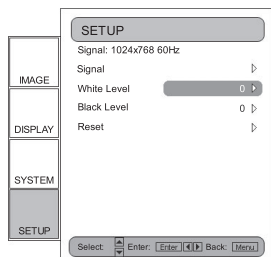 SETUP
Signal: 1024x768 60Hz
Signal
White Level 0
Black Level 0
Reset
IMAGE
DISPLAY
SYSTEM
SETUP
Select: Enter: Enter Back: Menu